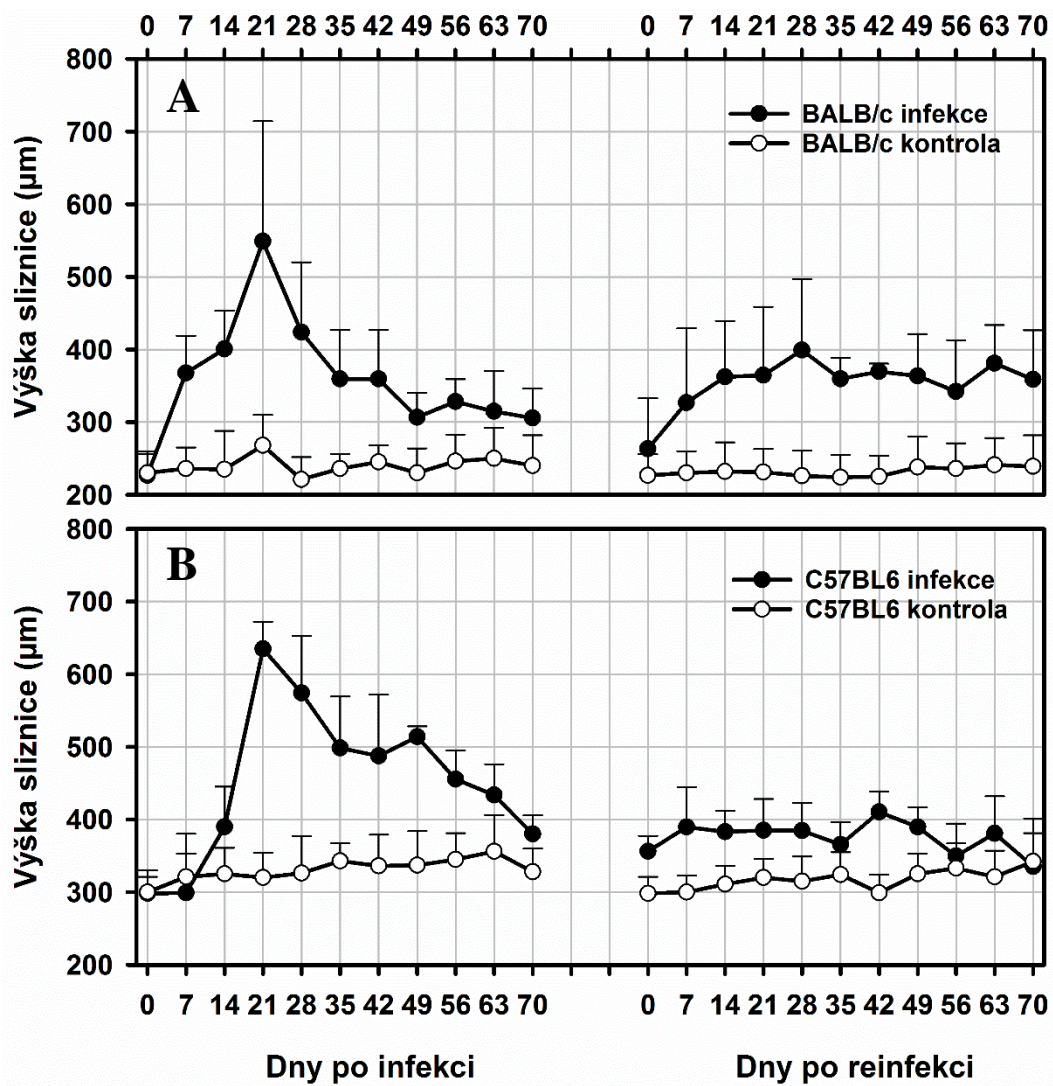 0 7 14 21 28 35 42 49 56 63 70 0 7 14 21 28 35 42 49 56 63 70
800
A
700
BALB/c infekce
BALB/c kontrola
600
500
400
300
200
Výška sliznice (µm)
800
B
700
C57BL6 infekce
C57BL6 kontrola
600
500
400
300
200
Výška sliznice (µm)
0 7 14 21 28 35 42 49 56 63 70 0 7 14 21 28 35 42 49 56 63 70
Dny po infekci Dny po reinfekci